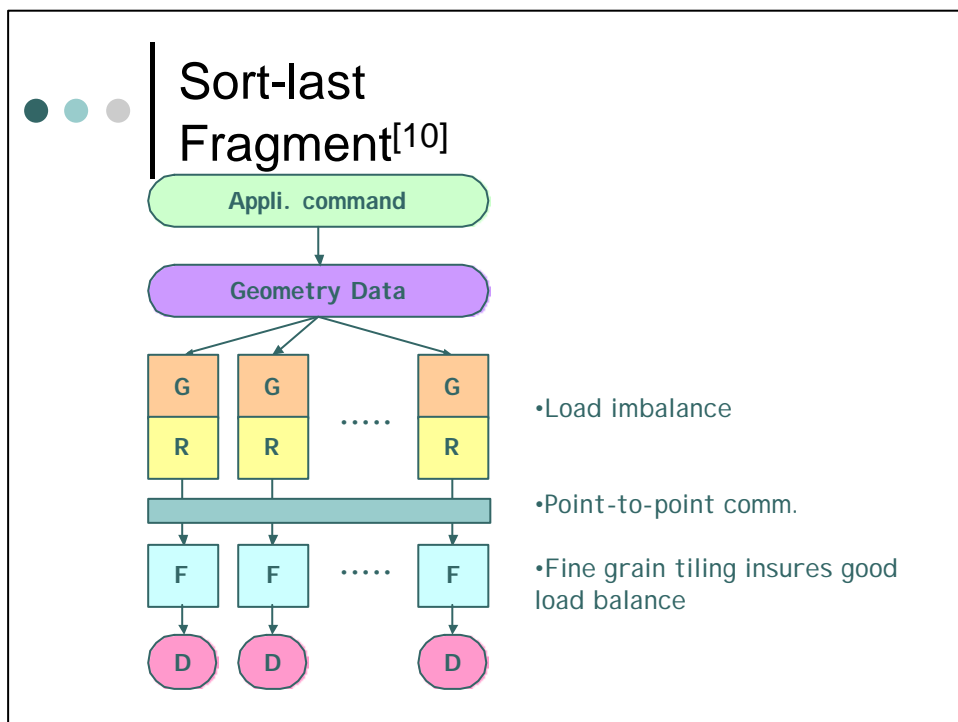 Sort-last
Fragment[10]
Appli. command
Geometry Data
G G ..... G
R R R
•Load imbalance
•Point-to-point comm.
F F ..... F
•Fine grain tiling insures good
load balance
D D D